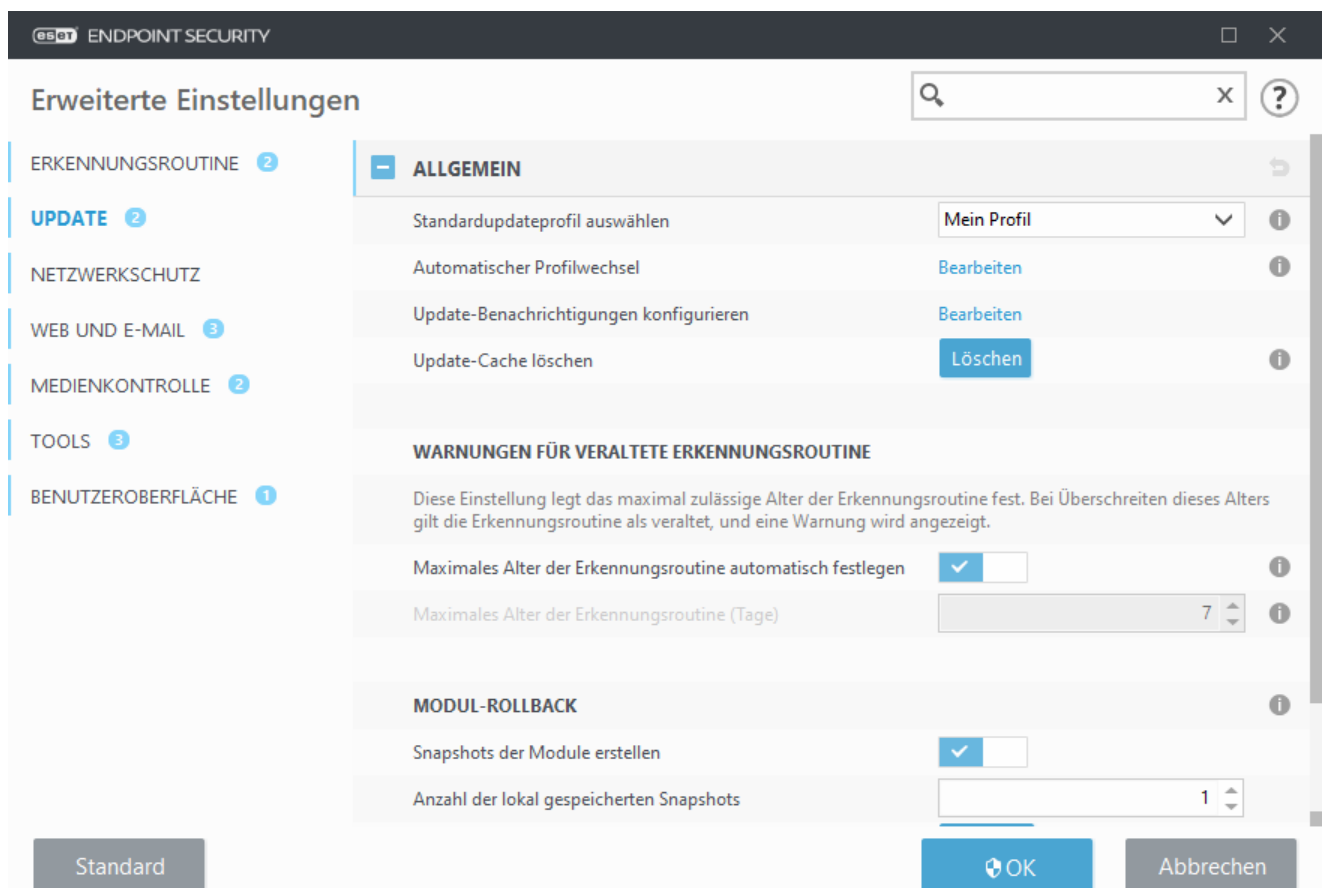 eset ENDPOINT SECURITY
Erweiterte Einstellungen
X
?
ERKENNUNGSROUTINE 2
UPDATE 2
NETZWERKSCHUTZ
WEB UND E-MAIL 3
MEDIENKONTROLLE 2
TOOLS 3
BENUTZEROBERFLÄCHE 1
ALLGEMEIN
Standardupdateprofil auswählen Mein Profil
Automatischer Profilwechsel Bearbeiten
Update-Benachrichtigungen konfigurieren Bearbeiten
Update-Cache löschen Löschen
WARNUNGEN FÜR VERALTETE ERKENNUNGSROUTINE
Diese Einstellung legt das maximal zulässige Alter der Erkennungsroutine fest. Bei Überschreiten dieses Alters
gilt die Erkennungsroutine als veraltet, und eine Warnung wird angezeigt.
Maximales Alter der Erkennungsroutine automatisch festlegen
Maximales Alter der Erkennungsroutine (Tage) 7
MODUL-ROLLBACK
Snapshots der Module erstellen
Anzahl der lokal gespeicherten Snapshots 1
Standard OK Abbrechen